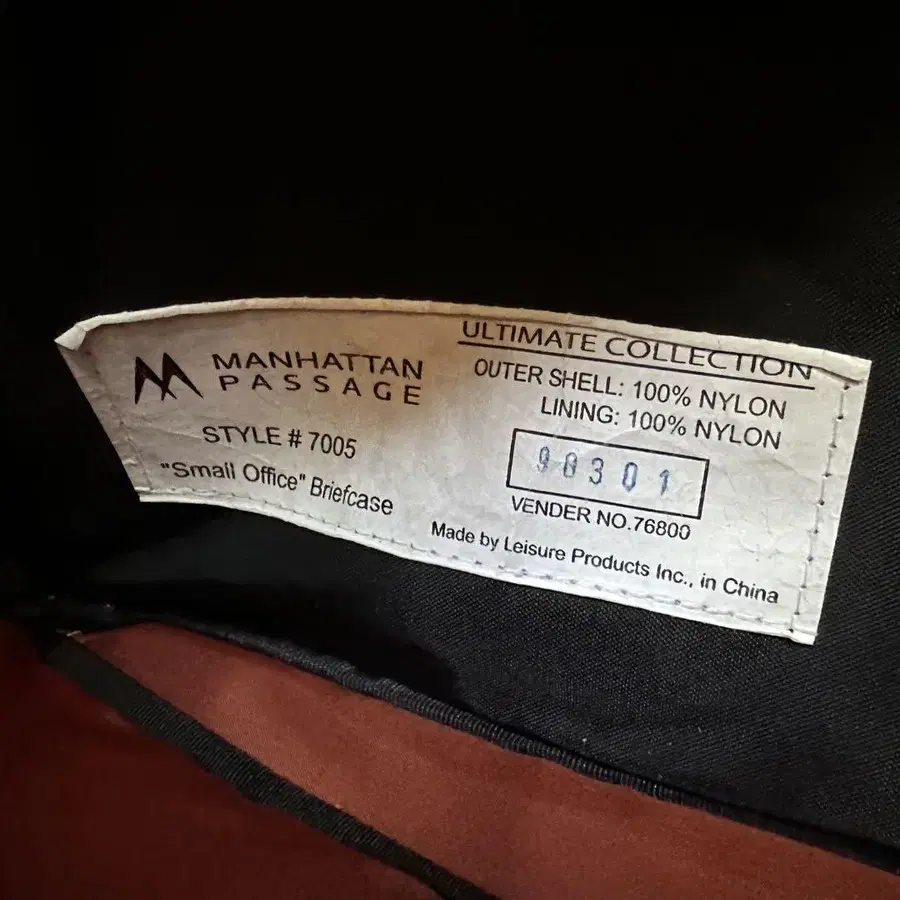 MANHATTAN
PASSAGE
STYLE # 7005
"Small Office" Briefcase
ULTIMATE COLLECTION
OUTER SHELL: 100% NYLON
LINING: 100% NYLON
98301
VENDER NO.76800
Made by Leisure Products Inc., in China